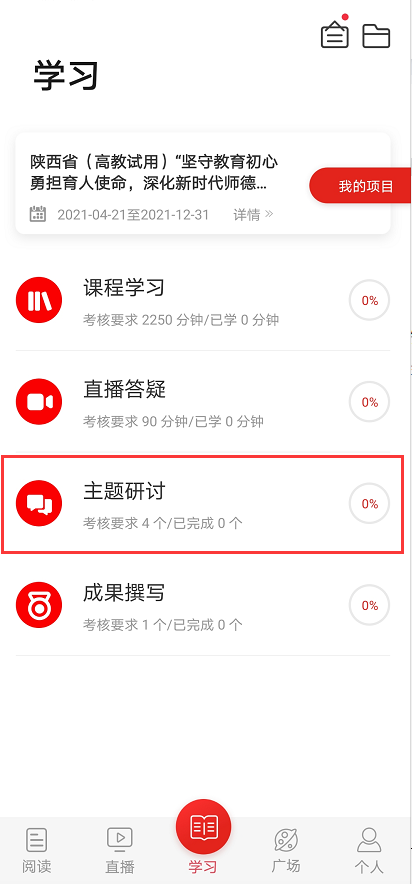 学习
陕西省（高教试用）“坚守教育初心
勇担育人使命，深化新时代师德...
我的项目
2021-04-21至2021-12-31 详情 »
课程学习
考核要求 2250 分钟/已学 0 分钟
0%
直播答疑
考核要求 90 分钟/已学 0 分钟
0%
主题研讨
考核要求 4 个/已完成 0 个
0%
成果撰写
考核要求 1 个/已完成 0 个
0%
阅读 直播 学习 广场 个人